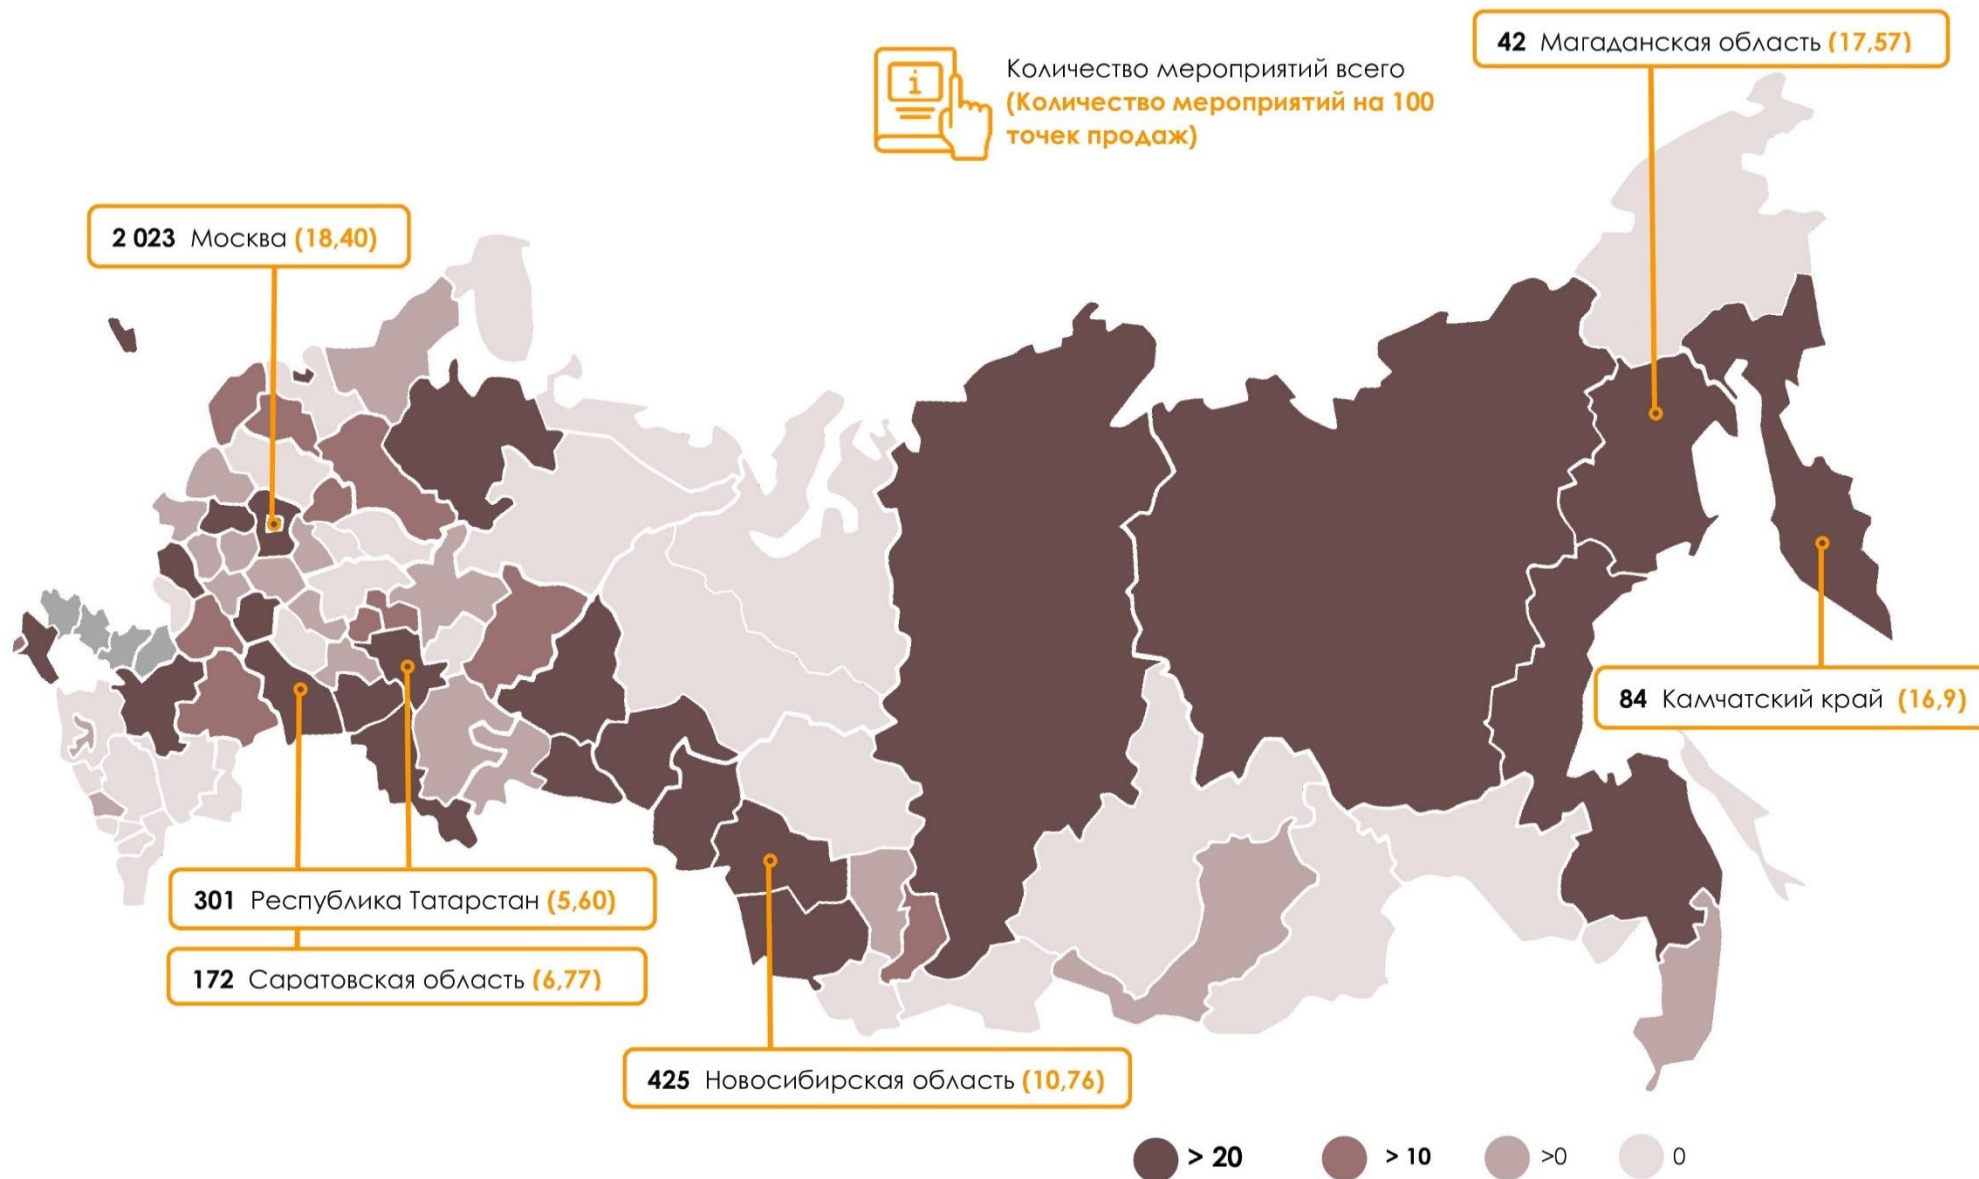 42 Магаданская область (17,57)
Количество мероприятий всего
(Количество мероприятий на 100
точек продаж)
i
2 023 Москва (18,40)
84 Камчатский край (16,9)
301 Республика Татарстан (5,60)
172 Саратовская область (6,77)
425 Новосибирская область (10,76)
> 20
> 10
>0
0